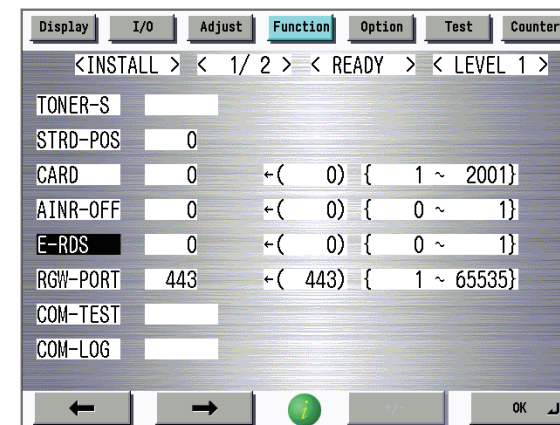 Display I/O Adjust Function Option Test Counter
<INSTALL > < 1/ 2 > < READY > < LEVEL 1 >
TONER-S
STRD-POS 0
CARD 0 ←( 0) { 1 ~ 2001}
AINR-OFF 0 ←( 0) { 0 ~ 1}
E-RDS 0 ←( 0) { 0 ~ 1}
RGW-PORT 443 ←( 443) { 1 ~ 65535}
COM-TEST
COM-LOG
← → i +/- OK ↵